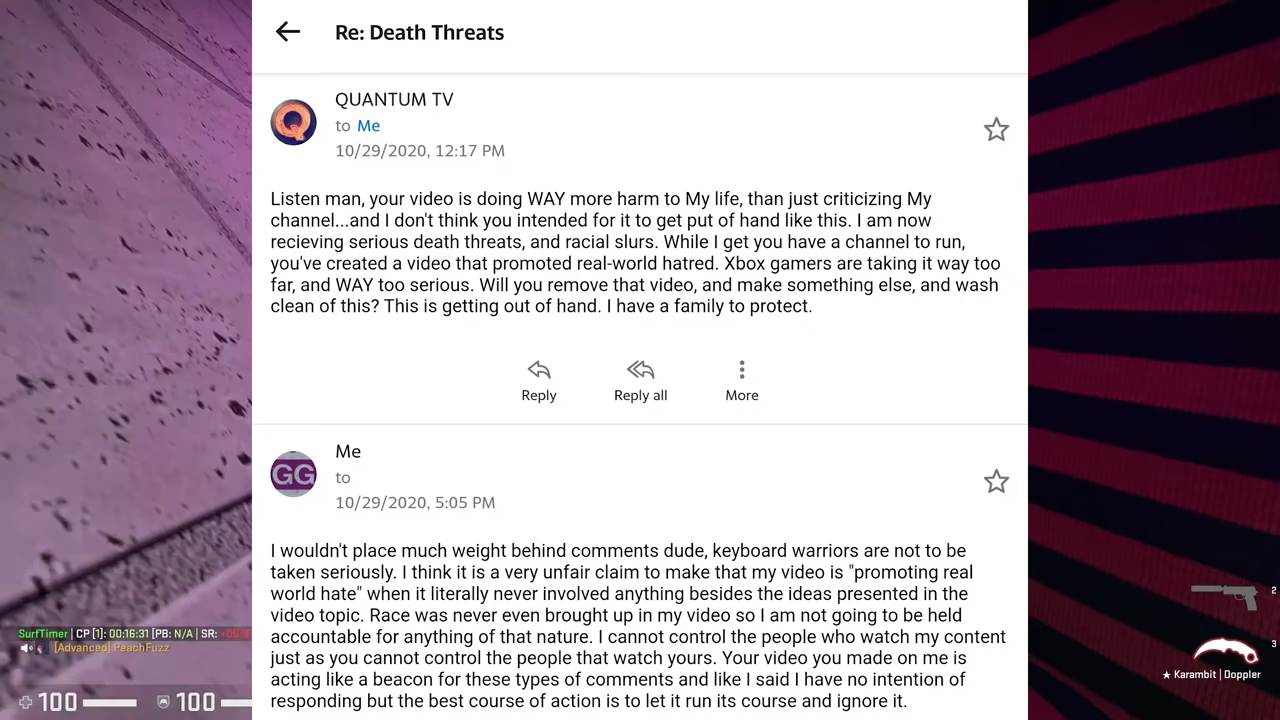 Re: Death Threats
QUANTUM TV
to Me
10/29/2020, 12:17 PM
Listen man, your video is doing WAY more harm to My life, than just criticizing My
channel...and I don't think you intended for it to get put of hand like this. I am now
recieving serious death threats, and racial slurs. While I get you have a channel to run,
you've created a video that promoted real-world hatred. Xbox gamers are taking it way too
far, and WAY too serious. Will you remove that video, and make something else, and wash
clean of this? This is getting out of hand. I have a family to protect.
Reply
Reply all
More
GG
Me
to
10/29/2020, 5:05 PM
I wouldn't place much weight behind comments dude, keyboard warriors are not to be
taken seriously. I think it is a very unfair claim to make that my video is "promoting real
world hate" when it literally never involved anything besides the ideas presented in the
video topic. Race was never even brought up in my video so I am not going to be held
accountable for anything of that nature. I cannot control the people who watch my content
just as you cannot control the people that watch yours. Your video you made on me is
acting like a beacon for these types of comments and like I said I have no intention of
responding but the best course of action is to let it run its course and ignore it.
SurfTimer | CP [1]: 00:16:31 [PB: N/A | SR:
[Advanced] PeachFuzz
100
100
2
3
★ Karambit | Doppler